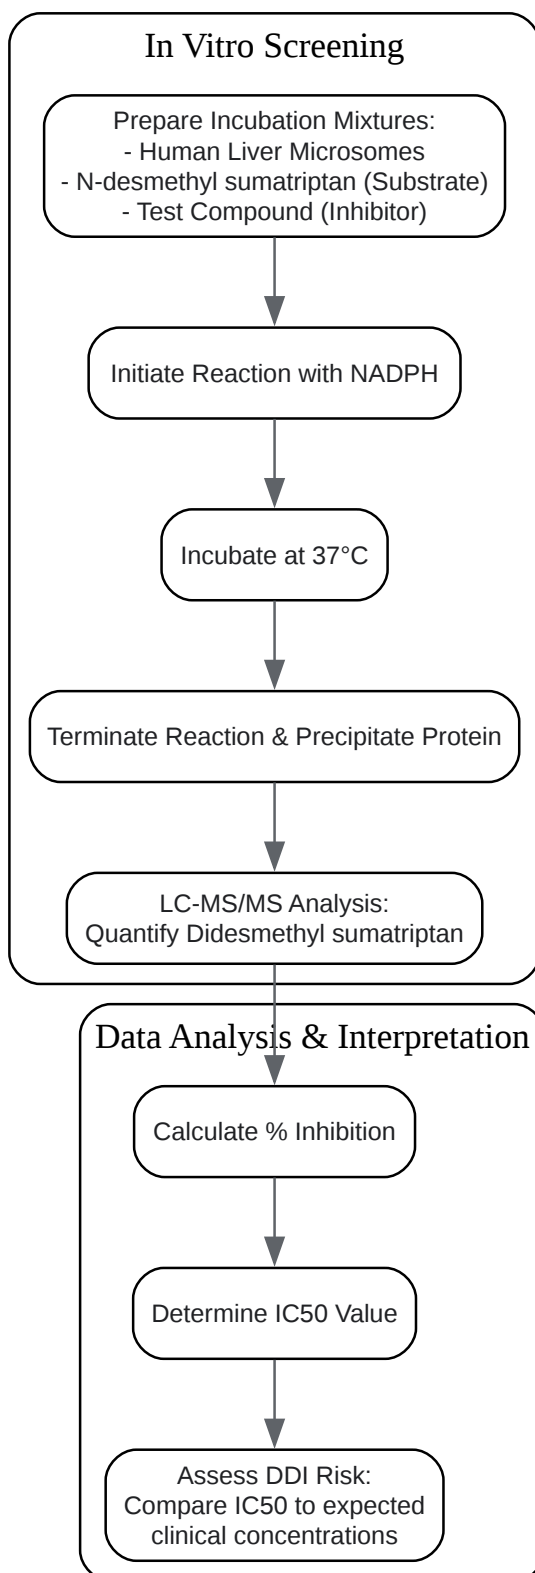 In Vitro Screening
Prepare Incubation Mixtures:
- Human Liver Microsomes
- N-desmethyl sumatriptan (Substrate)
- Test Compound (Inhibitor)
Initiate Reaction with NADPH
Incubate at 37°C
Terminate Reaction & Precipitate Protein
LC-MS/MS Analysis:
Quantify Didesmethyl sumatriptan
Data Analysis & Interpretation
Calculate % Inhibition
Determine IC50 Value
Assess DDI Risk:
Compare IC50 to expected
clinical concentrations